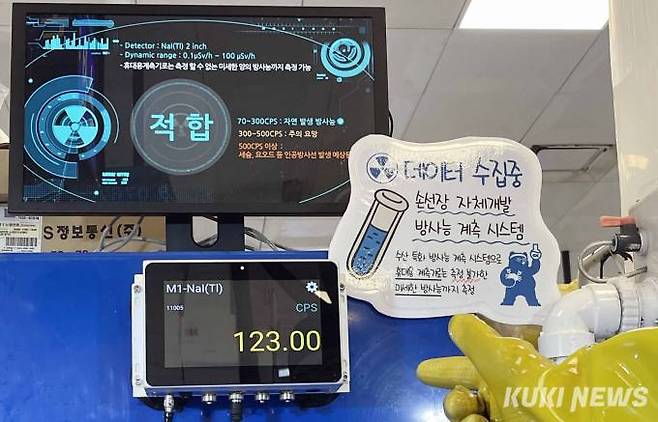 - Detector : NaI(Tl) 2 inch
- Dynamic range : 0.1μSv/h ~ 100 μSv/h
- 휴대용계측기로는 측정 할 수 없는 미세한 양의 방사능까지 측정 가능
적합
70~300CPS : 자연 발생 방사능
300~500CPS : 주의 요망
500CPS 이상 :
세슘, 요오드 등 인공방사선 발생 예상됨
S정보통신(주)
M1-NaI(Tl)
11005
CPS
123.00
데이터 수집중
손선장 자체개발
방사능 계측 시스템
수산 특화 방사능 계측 시스템으로
휴대용 계측기로는 측정 불가한
미세한 방사능까지 측정
KUKI NEWS